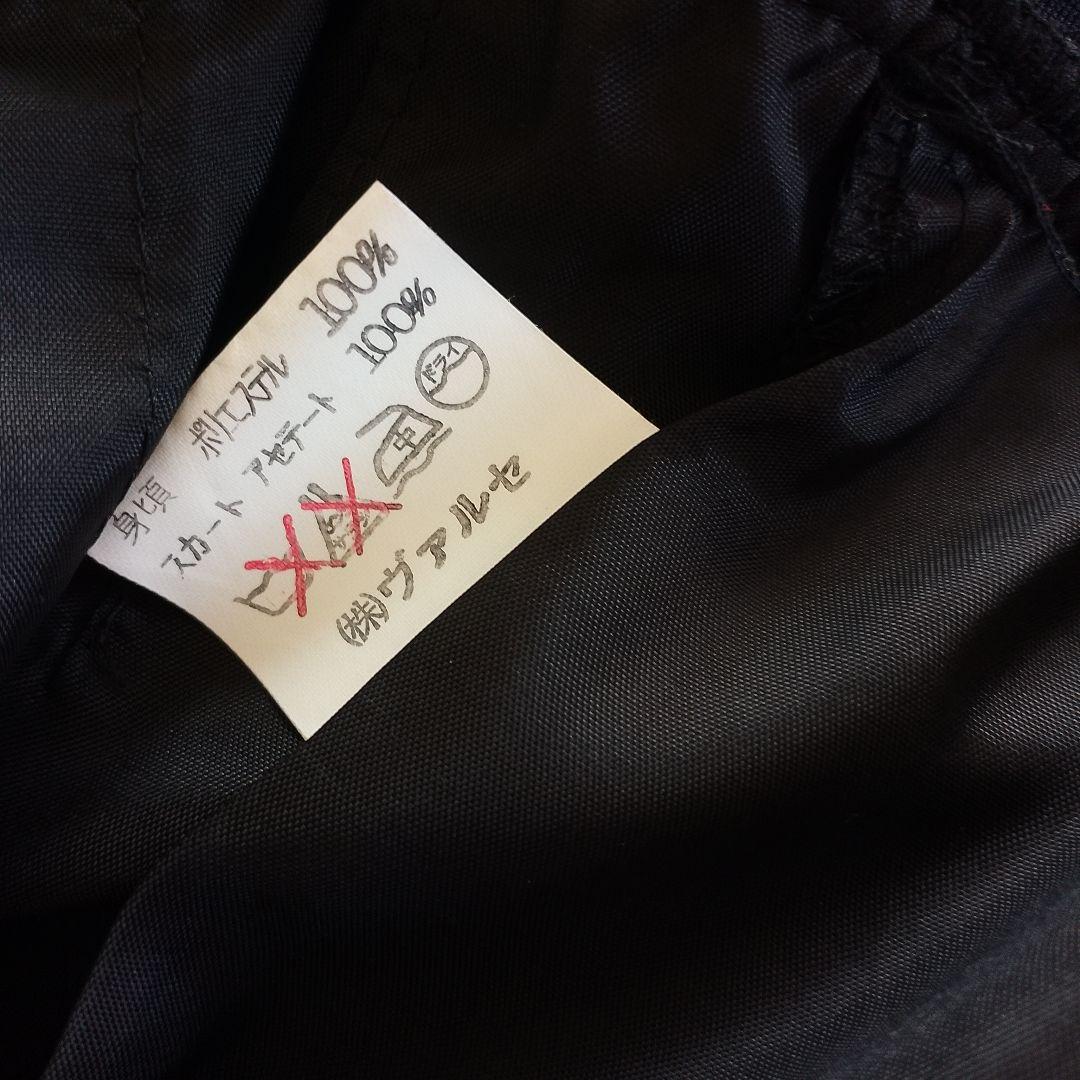 身頃 ポリエステル 100%
スカート アセテート 100%
中 ドライ
(株)ヴァルセ